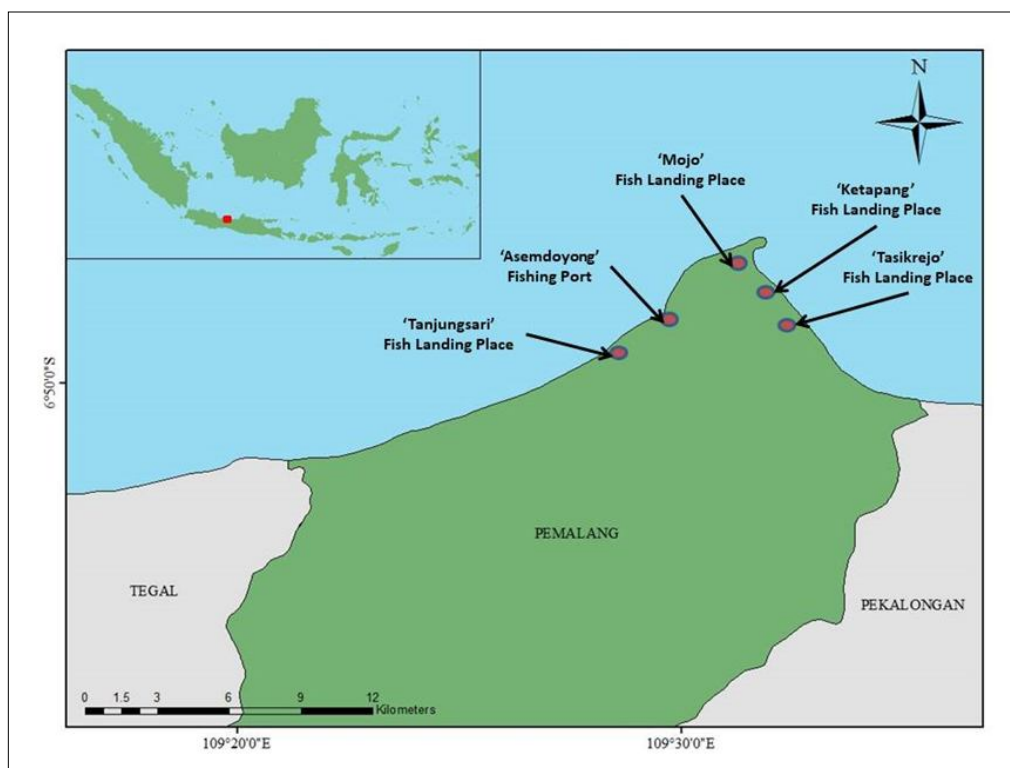 N
‘Mojo’
Fish Landing Place
‘Ketapang’
Fish Landing Place
‘Asemdoyong’
Fishing Port
‘Tasikrejo’
Fish Landing Place
‘Tanjungsari’
Fish Landing Place
6°50'0"S
PEMALANG
TEGAL
PEKALONGAN
0 1.5 3 6 9 12
Kilometers
109°20'0"E
109°30'0"E